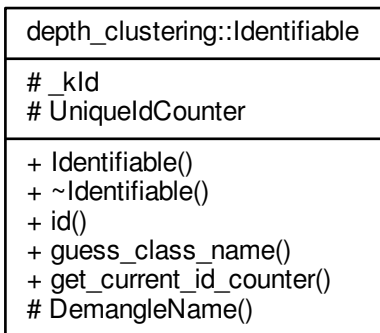 depth_clustering::Identifiable
# _kId
# UniqueIdCounter
+ Identifiable()
+ ~Identifiable()
+ id()
+ guess_class_name()
+ get_current_id_counter()
# DemangleName()